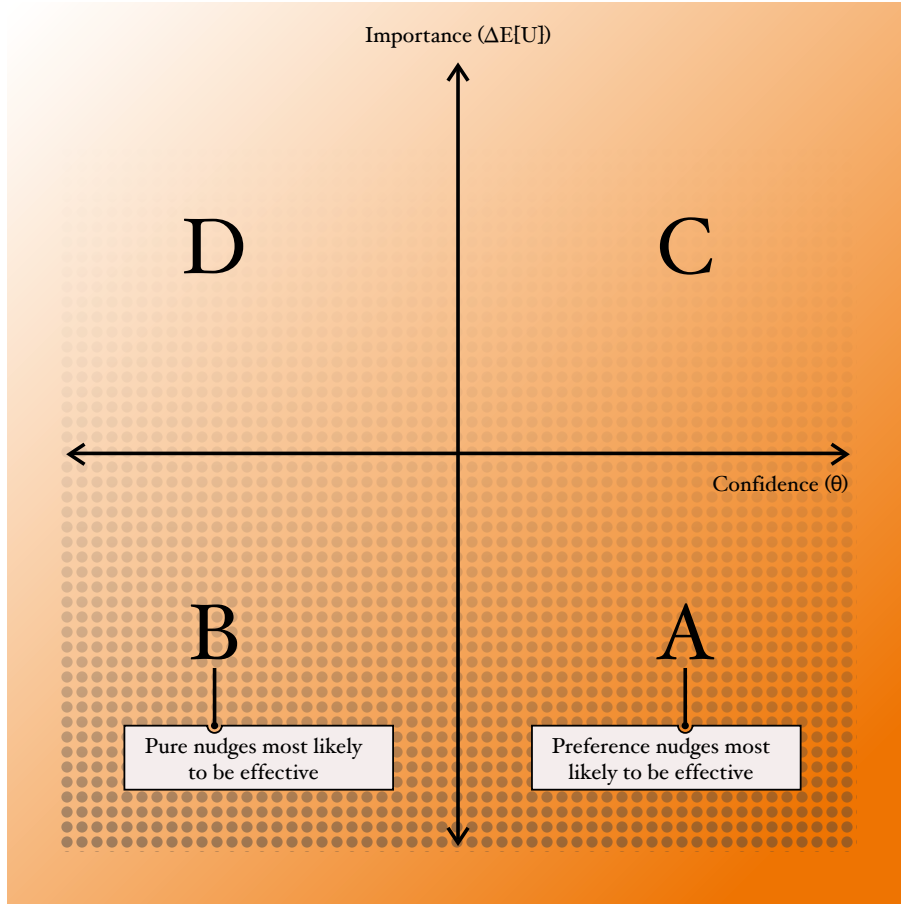 Importance (ΔE[U])
D
C
Confidence (θ)
B
A
Pure nudges most likely
to be effective
Preference nudges most
likely to be effective